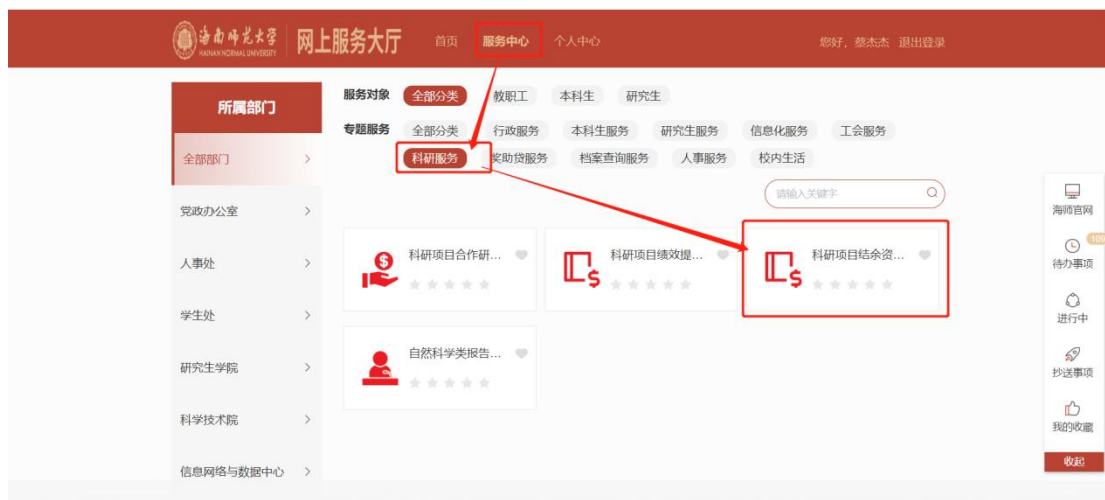 海南师范大学 网上服务大厅 首页 服务中心 个人中心 您好，蔡杰杰 退出登录
HAINAN NORMAL UNIVERSITY
所属部门
全部部门
党政办公室
人事处
学生处
研究生学院
科学技术院
信息网络与数据中心
服务对象 全部分类 教职工 本科生 研究生
专题服务 全部分类 行政服务 本科生服务 研究生服务 信息化服务 工会服务
科研服务 奖助贷服务 档案查询服务 人事服务 校内生活
请输入关键字
科研项目合作研... 科研项目绩效提... 科研项目结余资...
自然科学类报告...
海师官网
109
待办事项
进行中
抄送事项
我的收藏
收起